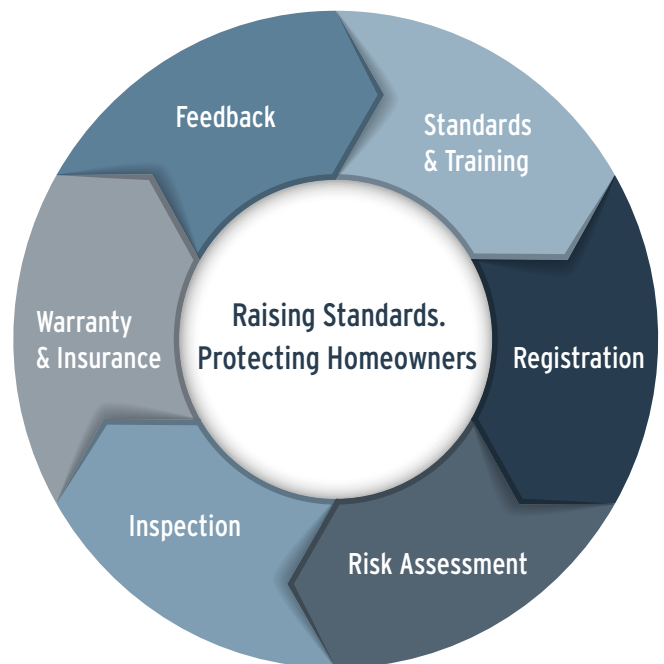 Feedback
Standards
& Training
Registration
Risk Assessment
Inspection
Warranty
& Insurance
Raising Standards.
Protecting Homeowners